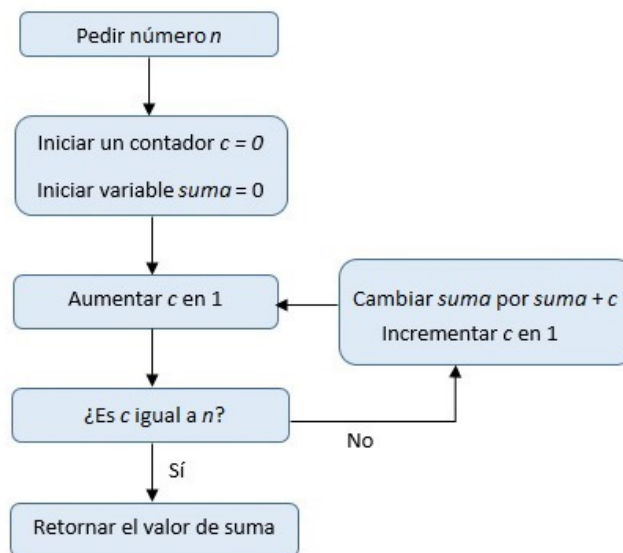 Pedir número n
Iniciar un contador c = 0
Iniciar variable suma = 0
Aumentar c en 1
Cambiar suma por suma + c
Incrementar c en 1
¿Es c igual a n?
No
Sí
Retornar el valor de suma